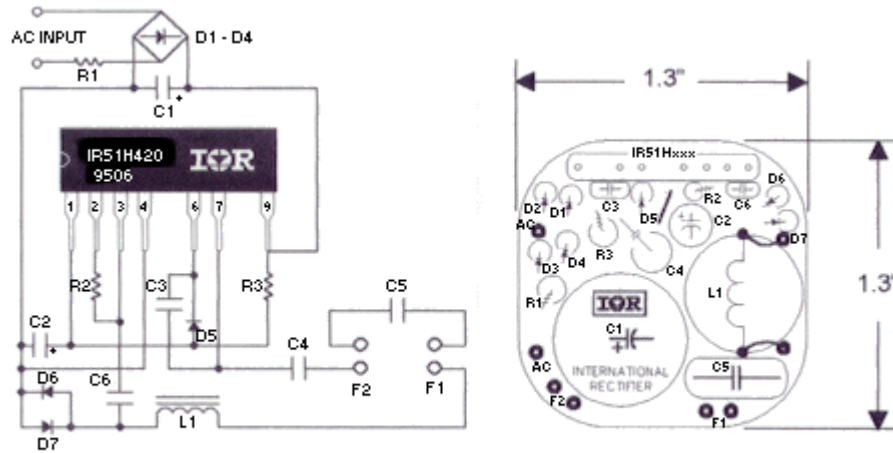 AC INPUT
D1 - D4
R1
C1
+
IR51H420
9506
IOR
1 2 3 4 6 7 9
R2
C3
R3
C5
C2
+
D5
C4
D6
C6
F2
F1
D7
L1
1.3"
IR51Hxxx
D6
D2
D1
C3
D5
R2
C6
C2
AC
D7
R3
D3
D4
C4
R1
L1
IOR
C1
+
1.3"
AC
INTERNATIONAL
RECTIFIER
C5
F2
F1